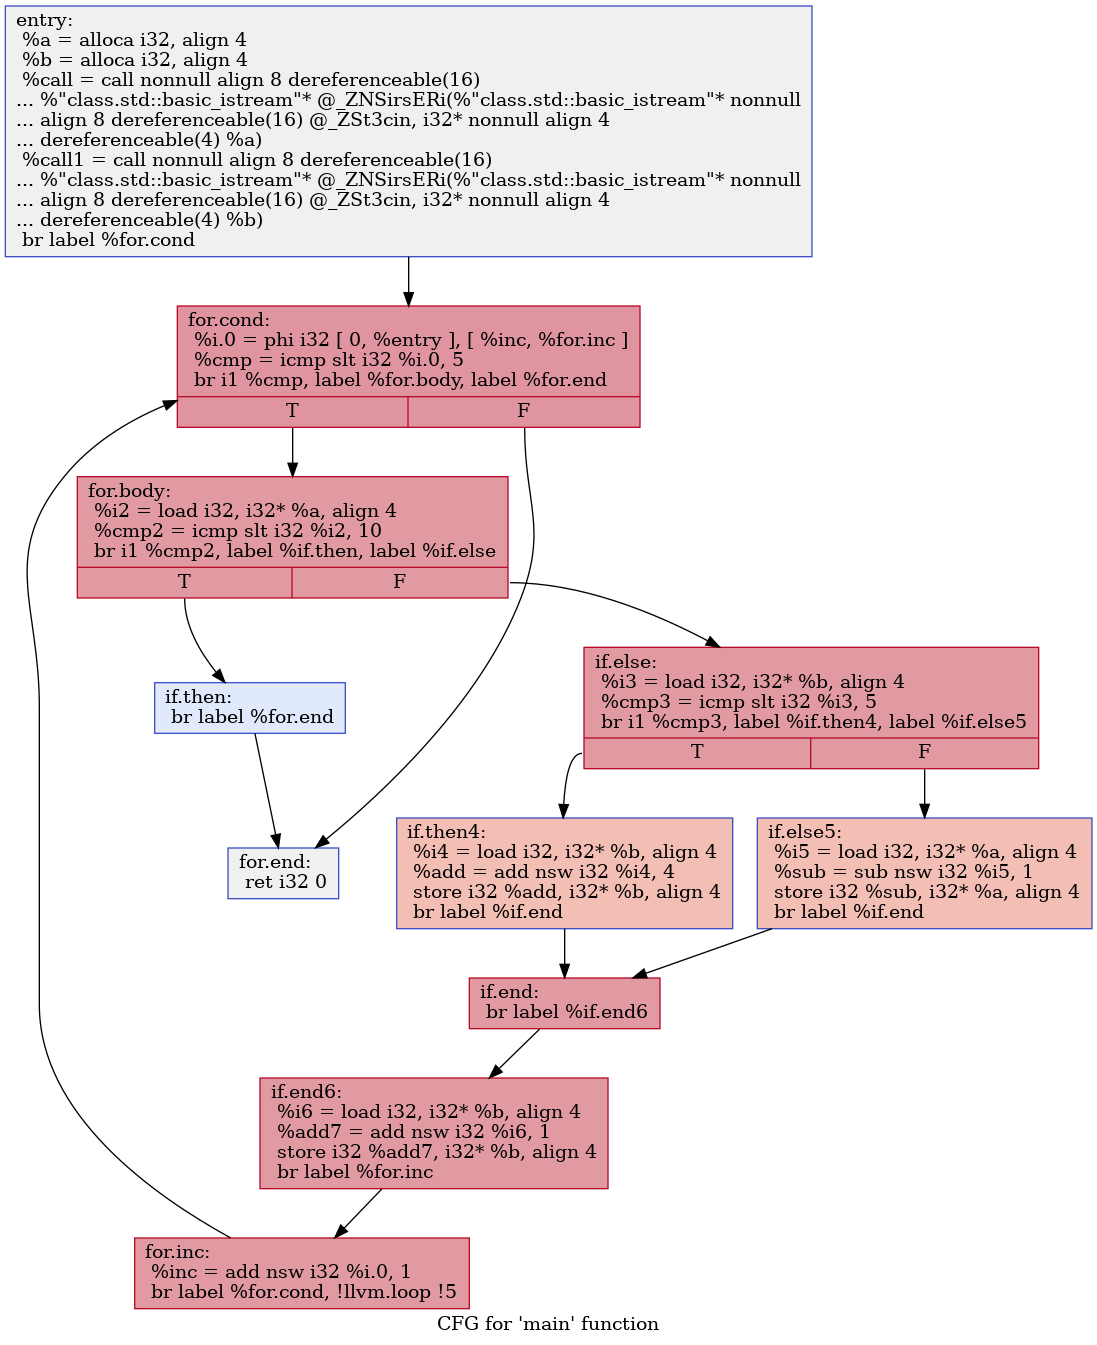 entry:
%a = alloca i32, align 4
%b = alloca i32, align 4
%call = call nonnull align 8 dereferenceable(16)
... %"class.std::basic_istream"* @_ZNSirsERi(%"class.std::basic_istream"* nonnull
... align 8 dereferenceable(16) @_ZSt3cin, i32* nonnull align 4
... dereferenceable(4) %a)
%call1 = call nonnull align 8 dereferenceable(16)
... %"class.std::basic_istream"* @_ZNSirsERi(%"class.std::basic_istream"* nonnull
... align 8 dereferenceable(16) @_ZSt3cin, i32* nonnull align 4
... dereferenceable(4) %b)
br label %for.cond
for.cond:
%i.0 = phi i32 [ 0, %entry ], [ %inc, %for.inc ]
%cmp = icmp slt i32 %i.0, 5
br i1 %cmp, label %for.body, label %for.end
T F
for.body:
%i2 = load i32, i32* %a, align 4
%cmp2 = icmp slt i32 %i2, 10
br i1 %cmp2, label %if.then, label %if.else
T F
if.else:
%i3 = load i32, i32* %b, align 4
%cmp3 = icmp slt i32 %i3, 5
br i1 %cmp3, label %if.then4, label %if.else5
T F
if.then:
br label %for.end
for.end:
ret i32 0
if.then4:
%i4 = load i32, i32* %b, align 4
%add = add nsw i32 %i4, 4
store i32 %add, i32* %b, align 4
br label %if.end
if.else5:
%i5 = load i32, i32* %a, align 4
%sub = sub nsw i32 %i5, 1
store i32 %sub, i32* %a, align 4
br label %if.end
if.end:
br label %if.end6
if.end6:
%i6 = load i32, i32* %b, align 4
%add7 = add nsw i32 %i6, 1
store i32 %add7, i32* %b, align 4
br label %for.inc
for.inc:
%inc = add nsw i32 %i.0, 1
br label %for.cond, !llvm.loop !5
CFG for 'main' function